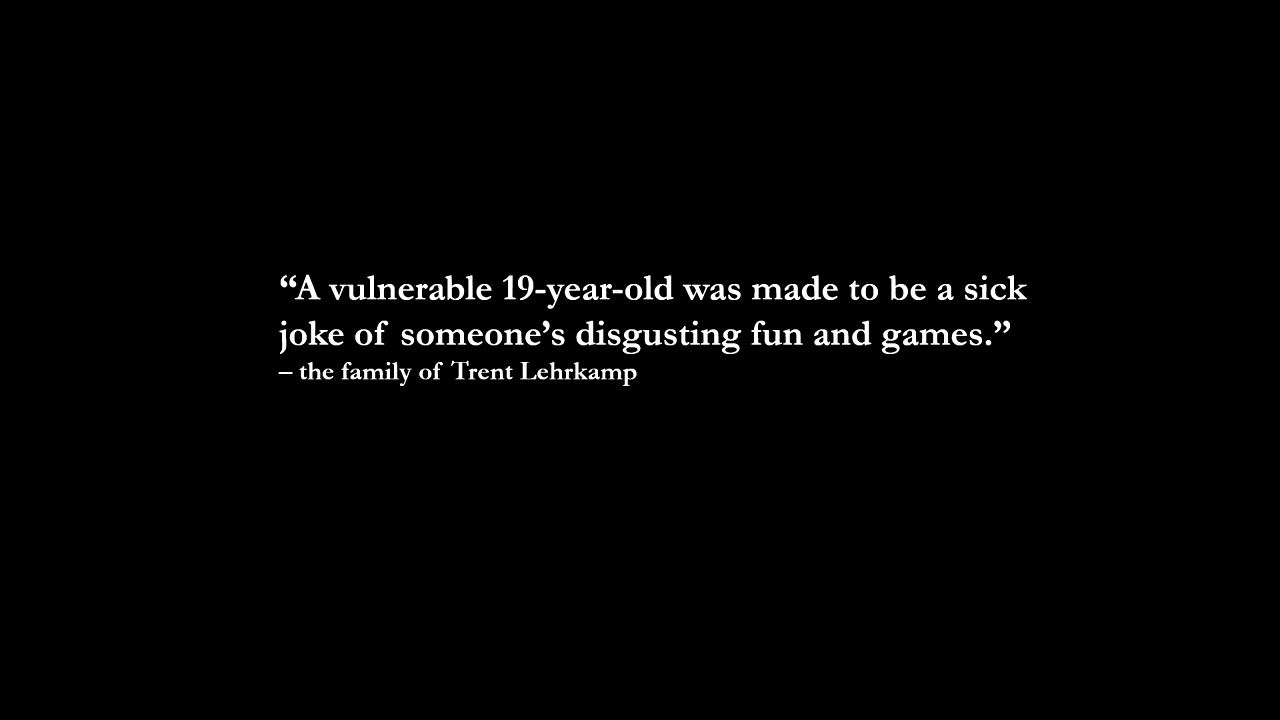 “A vulnerable 19-year-old was made to be a sick
joke of someone’s disgusting fun and games.”
– the family of Trent Lehrkamp